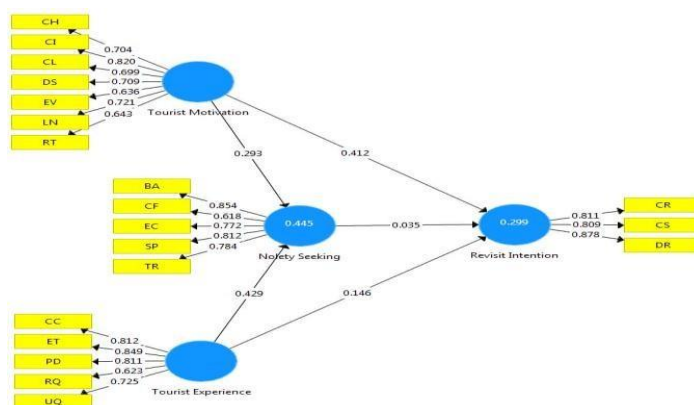 CH
CI
CL
DS
EV
LN
RT
0.704
0.820
0.699
0.709
0.636
0.721
0.643
Tourist Motivation
0.293
0.412
BA
CF
EC
SP
TR
0.854
0.618
0.772
0.812
0.784
0.445
Nolety Seeking
0.035
0.299
Revisit Intention
0.811
0.809
0.878
CR
CS
DR
0.429
0.146
CC
ET
PD
RQ
UQ
0.812
0.849
0.811
0.623
0.725
Tourist Experience